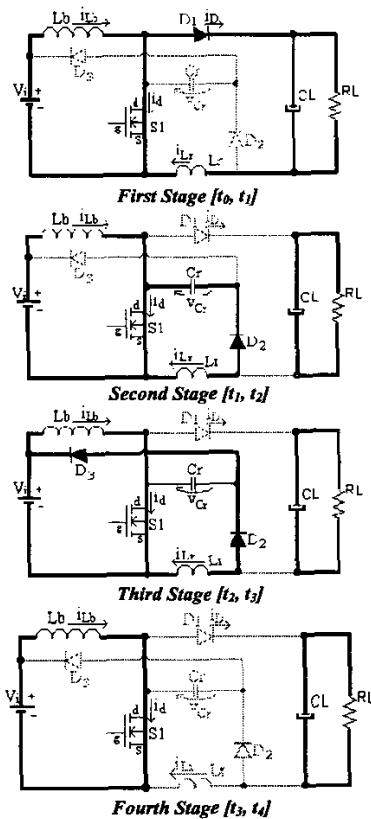 Lb iLb D1 iD
Vi + - D3 Cr vCr CL RL
d id g S1 s D2
iLr Lr
First Stage [t0, t1]
Lb iLb D1 iD
Vi + - D3 Cr vCr CL RL
d id g S1 s D2
iLr Lr
Second Stage [t1, t2]
Lb iLb D1 iD
Vi + - D3 Cr vCr CL RL
d id g S1 s D2
iLr Lr
Third Stage [t2, t3]
Lb iLb D1 iD
Vi + - D3 Cr vCr CL RL
d id g S1 s D2
iLr Lr
Fourth Stage [t3, t4]